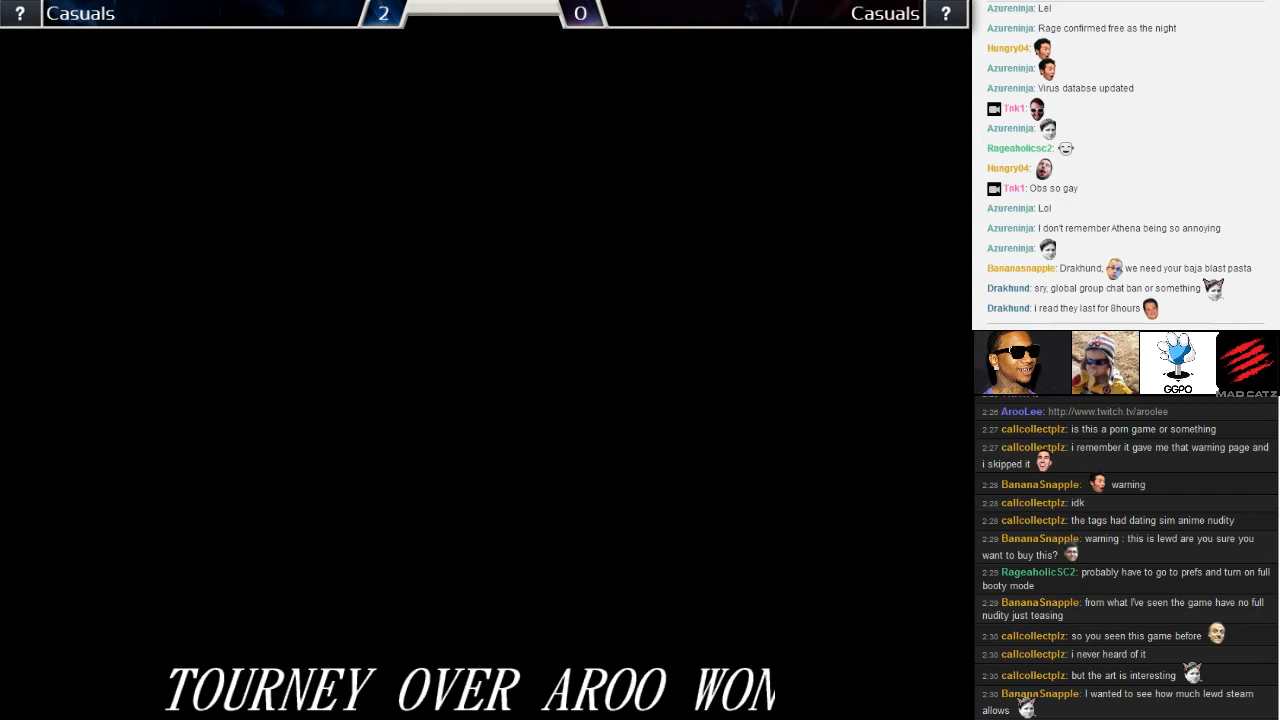 ? Casuals 2 0 Casuals ?
Azureninja: Lel
Azureninja: Rage confirmed free as the night
Hungry04:
Azureninja:
Azureninja: Virus databse updated
Tnk1:
Azureninja:
Rageaholicsc2:
Hungry04:
Tnk1: Obs so gay
Azureninja: Lol
Azureninja: I don't remember Athena being so annoying
Azureninja:
Bananasnapple: Drakhund, we need your baja blast pasta
Drakhund: sry, global group chat ban or something
Drakhund: i read they last for 8hours
GGPO
MAD CATZ
2:26 ArooLee: http://www.twitch.tv/aroolee
2:27 callcollectplz: is this a porn game or something
2:27 callcollectplz: i remember it gave me that warning page and
i skipped it
2:28 BananaSnapple: warning
2:28 callcollectplz: idk
2:28 callcollectplz: the tags had dating sim anime nudity
2:29 BananaSnapple: warning : this is lewd are you sure you
want to buy this?
2:29 RageaholicSC2: probably have to go to prefs and turn on full
booty mode
2:29 BananaSnapple: from what I've seen the game have no full
nudity just teasing
2:30 callcollectplz: so you seen this game before
2:30 callcollectplz: i never heard of it
2:30 callcollectplz: but the art is interesting
2:30 BananaSnapple: I wanted to see how much lewd steam
allows
TOURNEY OVER AROO WON